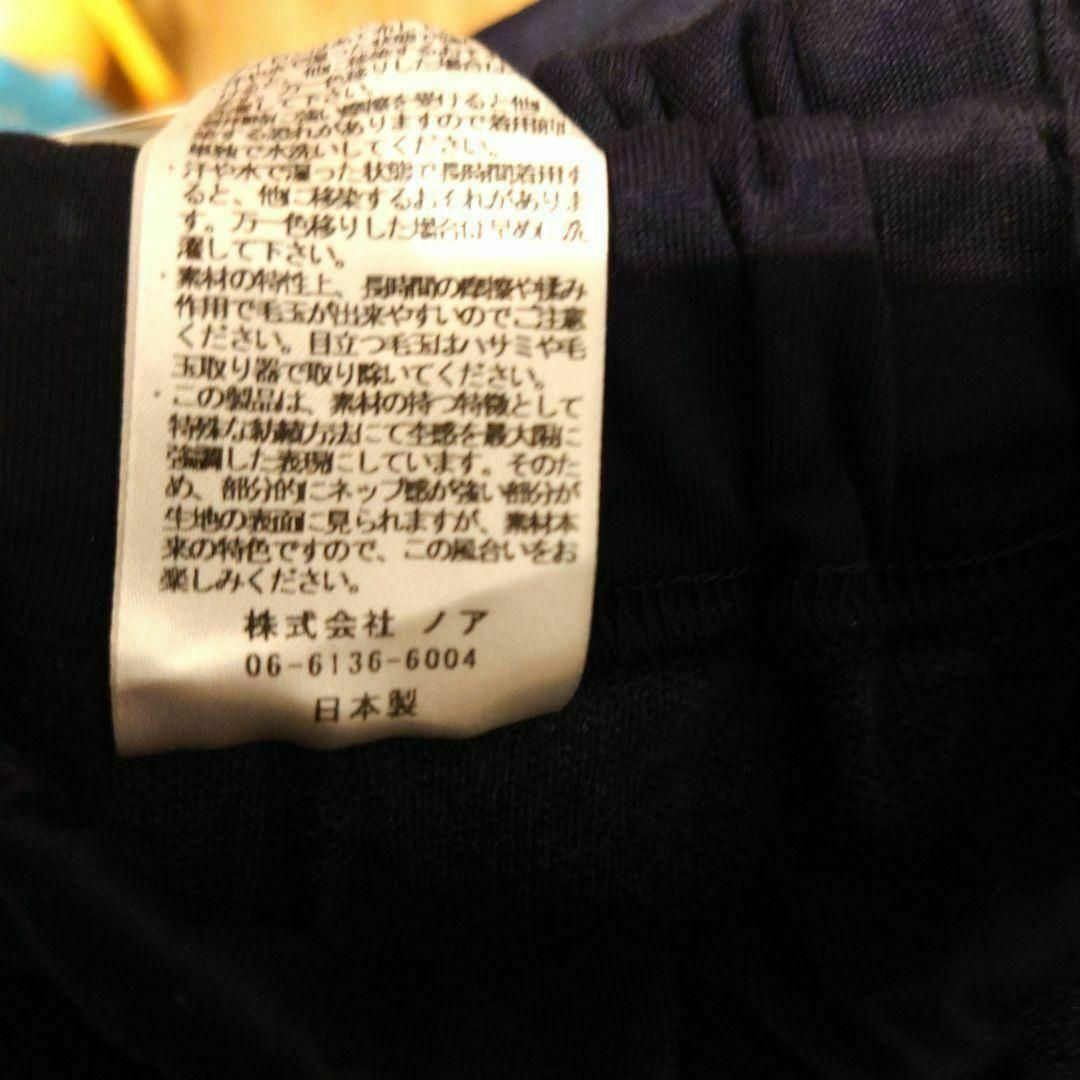 移りした場合は
して下さい。
摩擦を受けると他
恐れがありますので着用前
単独で水洗いしてください。
・汗や水で湿った状態で長時間着用す
ると、他に移染するおそれがありま
す。万一色移りした場合は早めに洗
濯して下さい。
・素材の特性上、長時間の摩擦や揉み
作用で毛玉が出来やすいのでご注意
ください。目立つ毛玉はハサミや毛
玉取り器で取り除いてください。
・この製品は、素材の持つ特徴として
特殊な紡績方法にて杢感を最大限に
強調した表現にしています。そのた
め、部分的にネップ感が強い部分が
生地の表面に見られますが、素材本
来の特色ですので、この風合いをお
楽しみください。
株式会社 ノア
06-6136-6004
日本製